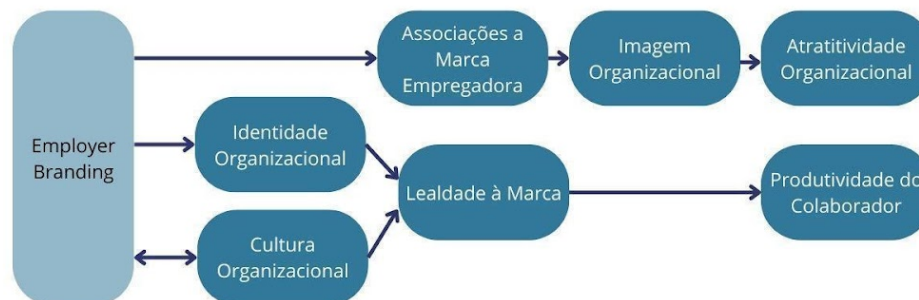 Employer
Branding
Associações a
Marca
Empregadora
Imagem
Organizacional
Atratitividade
Organizacional
Identidade
Organizacional
Cultura
Organizacional
Lealdade à Marca
Produtividade do
Colaborador